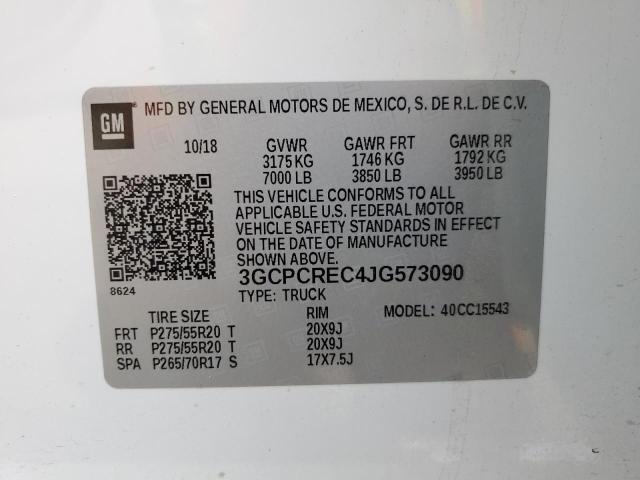 GM ® MFD BY GENERAL MOTORS DE MEXICO, S. DE R.L. DE C.V.
10/18 GVWR GAWR FRT GAWR RR
3175 KG 1746 KG 1792 KG
7000 LB 3850 LB 3950 LB
THIS VEHICLE CONFORMS TO ALL
APPLICABLE U.S. FEDERAL MOTOR
VEHICLE SAFETY STANDARDS IN EFFECT
ON THE DATE OF MANUFACTURE
SHOWN ABOVE.
8624 3GCPCREC4JG573090
TYPE: TRUCK MODEL: 40CC15543
TIRE SIZE RIM
FRT P275/55R20 T 20X9J
RR P275/55R20 T 20X9J
SPA P265/70R17 S 17X7.5J